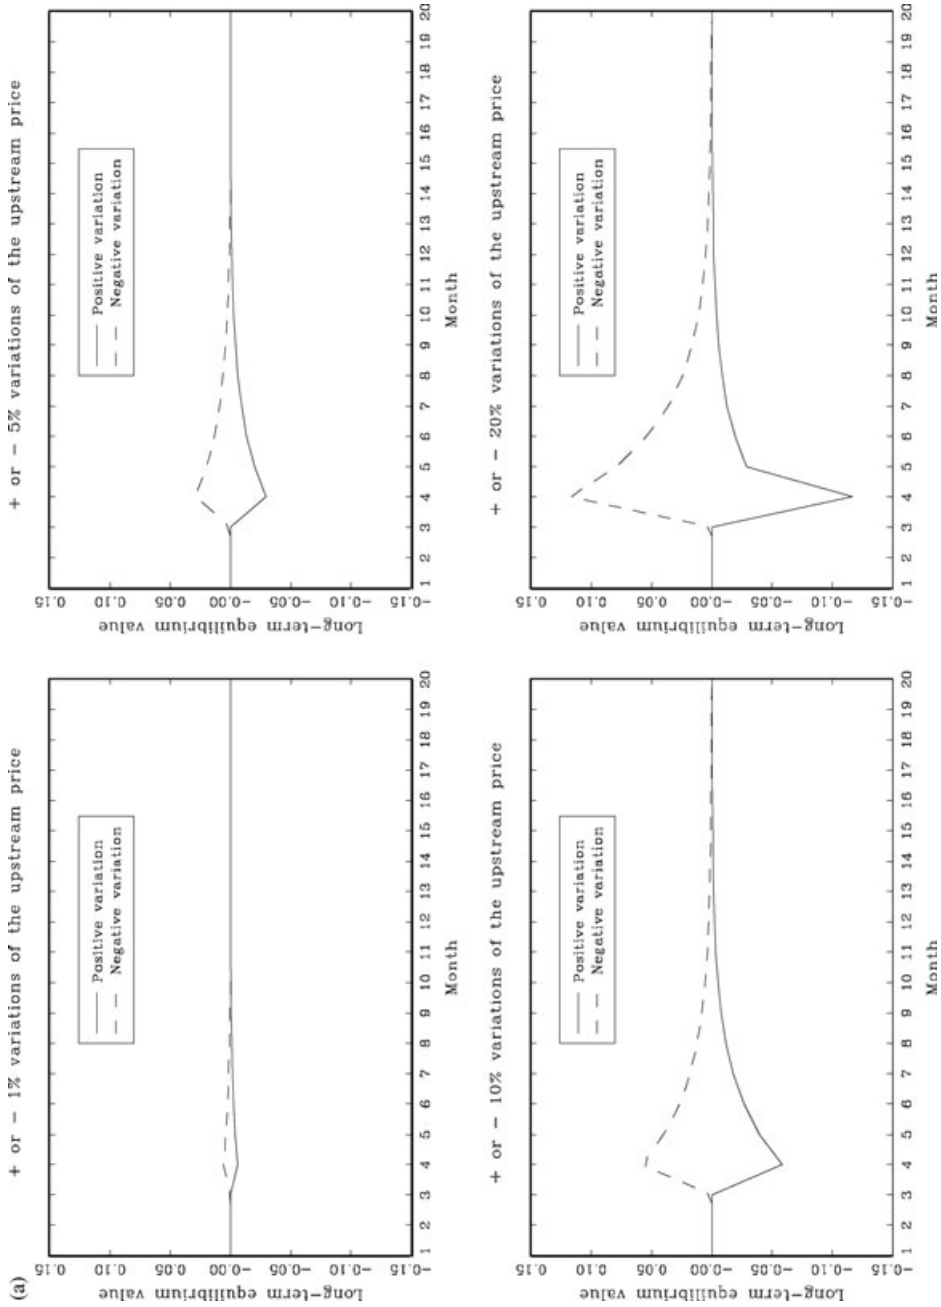 (a)
+ or − 1% variations of the upstream price
Positive variation
Negative variation
Long−term equilibrium value
0.15
0.10
0.05
−0.00
−0.05
−0.10
−0.15
1 2 3 4 5 6 7 8 9 10 11 12 13 14 15 16 17 18 19 20
Month
+ or − 5% variations of the upstream price
Positive variation
Negative variation
Long−term equilibrium value
0.15
0.10
0.05
−0.00
−0.05
−0.10
−0.15
1 2 3 4 5 6 7 8 9 10 11 12 13 14 15 16 17 18 19 20
Month
+ or − 10% variations of the upstream price
Positive variation
Negative variation
Long−term equilibrium value
0.15
0.10
0.05
−0.00
−0.05
−0.10
−0.15
1 2 3 4 5 6 7 8 9 10 11 12 13 14 15 16 17 18 19 20
Month
+ or − 20% variations of the upstream price
Positive variation
Negative variation
Long−term equilibrium value
0.15
0.10
0.05
−0.00
−0.05
−0.10
−0.15
1 2 3 4 5 6 7 8 9 10 11 12 13 14 15 16 17 18 19 20
Month